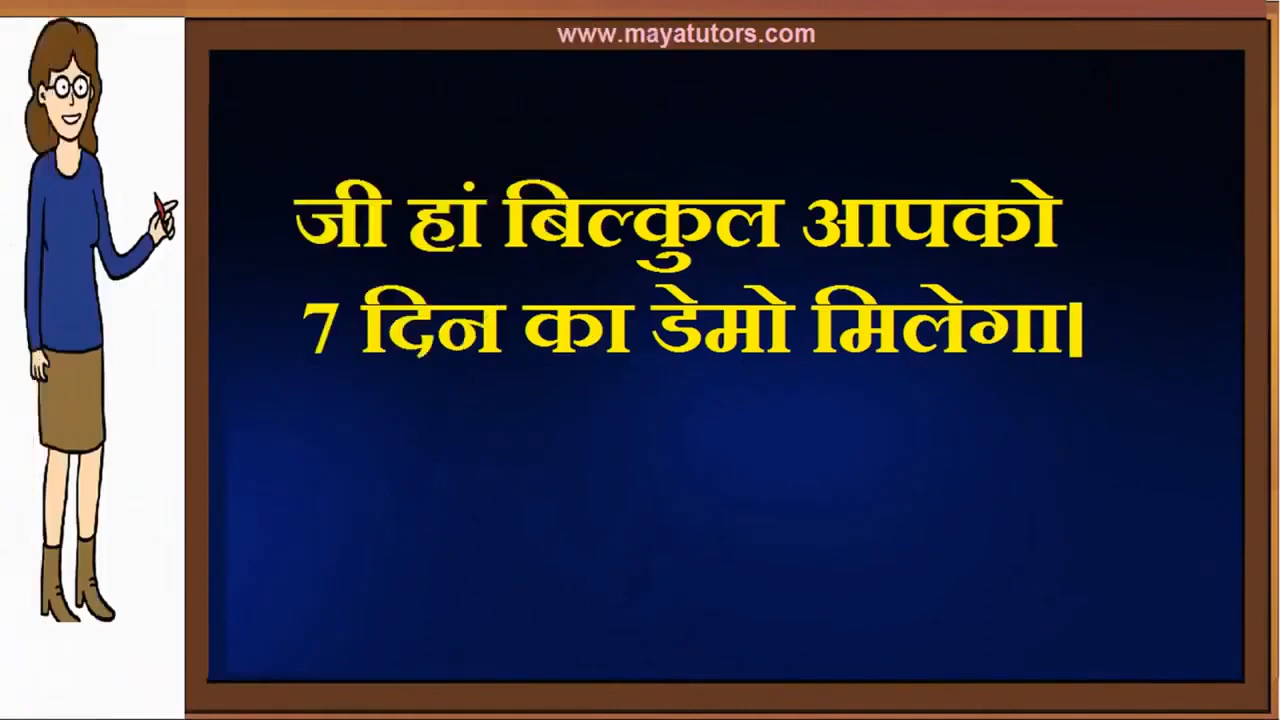 www.mayatutors.com
जी हां बिल्कुल आपको
7 दिन का डेमो मिलेगा।